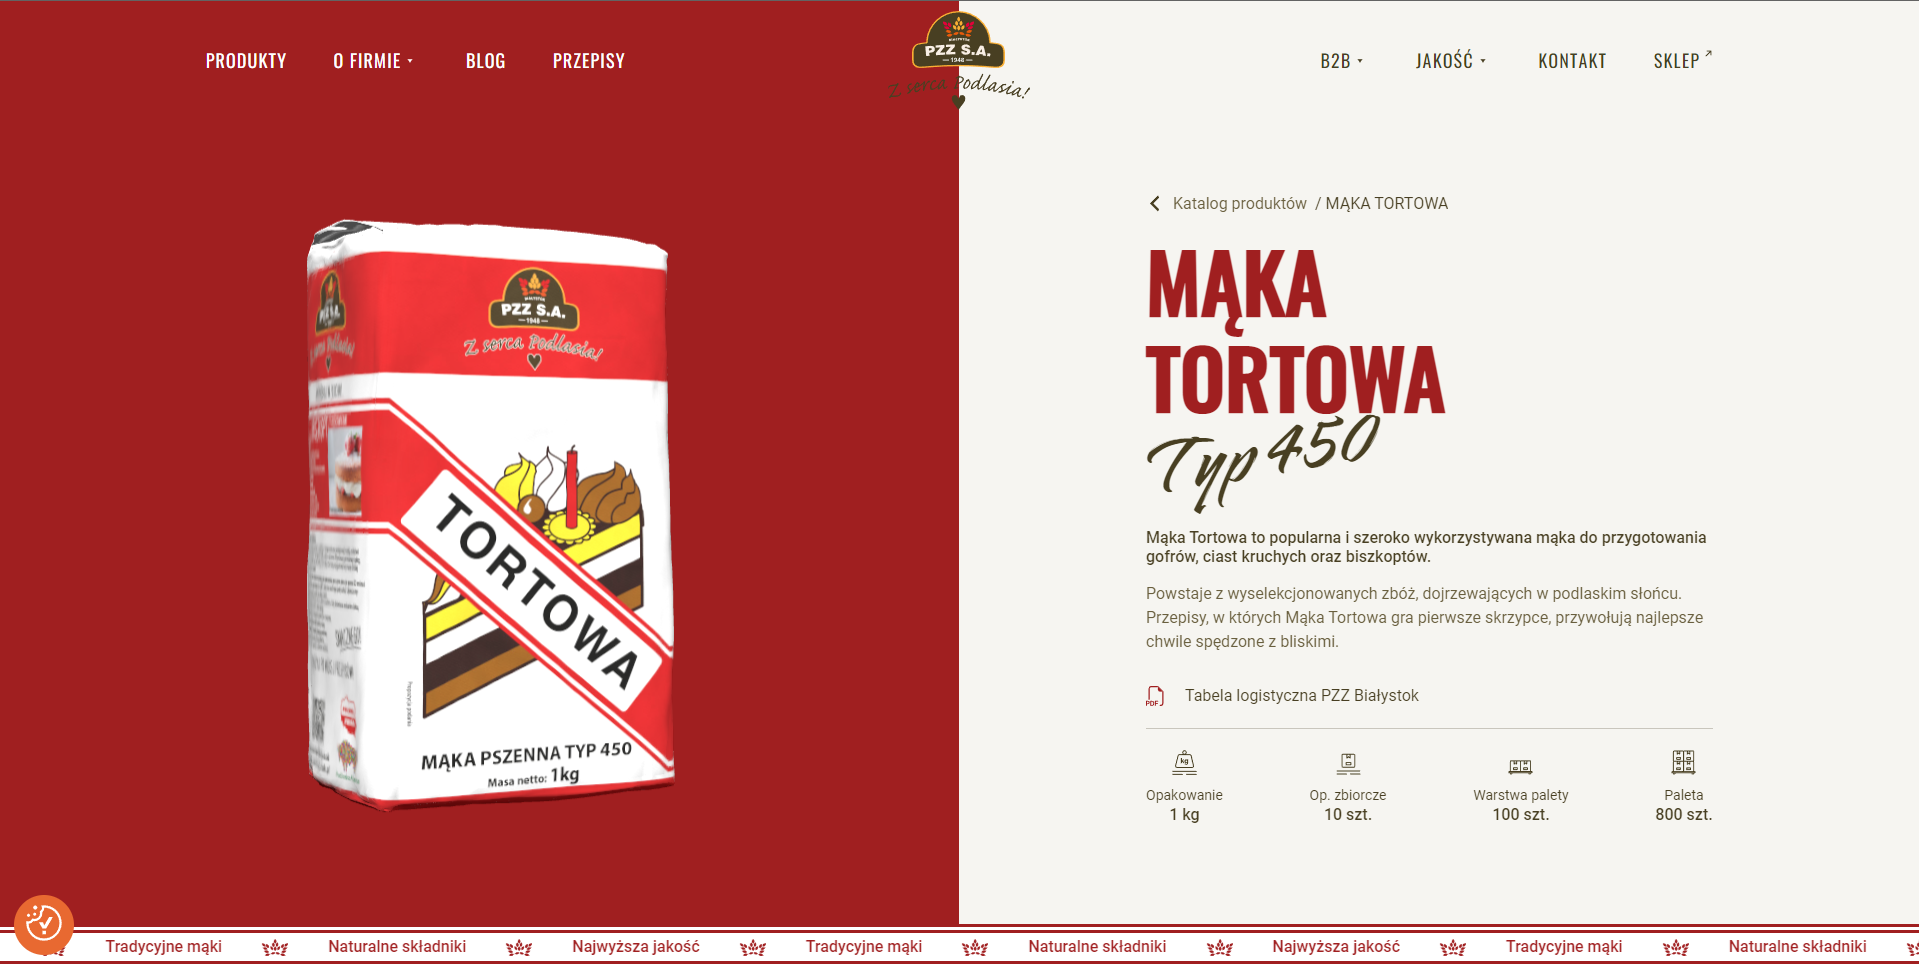 PRODUKTY O FIRMIE BLOG PRZEPISY
BIAŁYSTOK
PZZ S.A.
1948
Z serca Podlasia!
B2B JAKOŚĆ KONTAKT SKLEP
PZZ S.A.
1948
Z serca Podlasia!
PZZ S.A.
TORTOWA
MĄKA PSZENNA TYP 450
Masa netto: 1kg
Katalog produktów / MĄKA TORTOWA
MĄKA
TORTOWA
Typ 450
Mąka Tortowa to popularna i szeroko wykorzystywana mąka do przygotowania
gofrów, ciast kruchych oraz biszkoptów.
Powstaje z wyselekcjonowanych zbóż, dojrzewających w podlaskim słońcu.
Przepisy, w których Mąka Tortowa gra pierwsze skrzypce, przywołują najlepsze
chwile spędzone z bliskimi.
PDF Tabela logistyczna PZZ Białystok
kg
Opakowanie Op. zbiorcze Warstwa palety Paleta
1 kg 10 szt. 100 szt. 800 szt.
Tradycyjne mąki Naturalne składniki Najwyższa jakość Tradycyjne mąki Naturalne składniki Najwyższa jakość Tradycyjne mąki Naturalne składniki